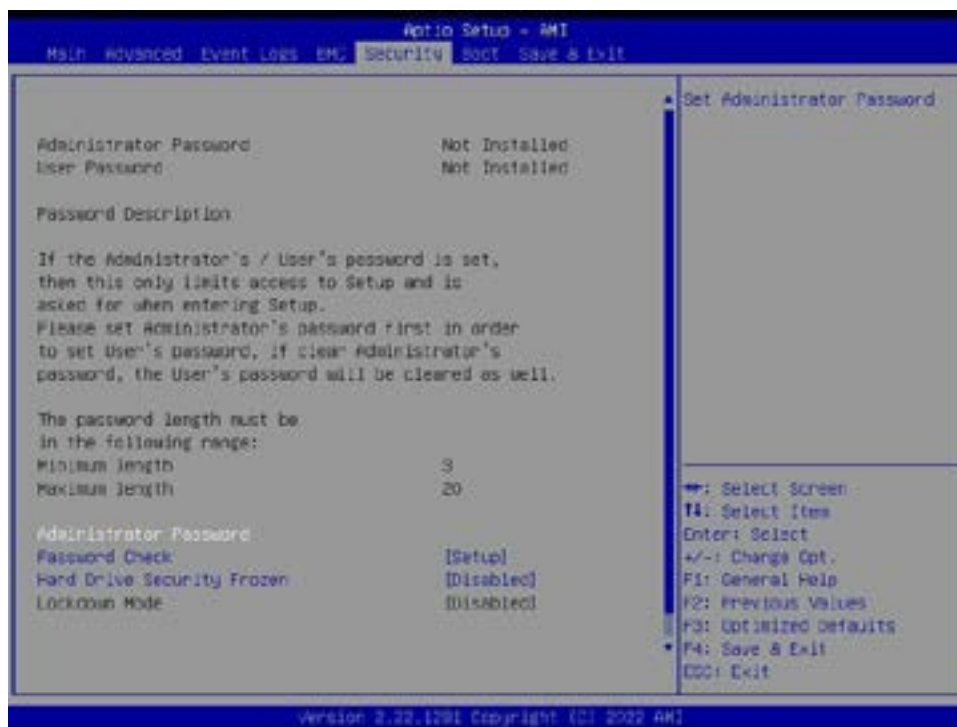 Aptio Setup - AMI
Main Advanced Event Logs BMC Security Boot Save & Exit
Set Administrator Password
Administrator Password Not Installed
User Password Not Installed
Password Description
If the Administrator's / User's password is set,
then this only limits access to Setup and is
asked for when entering Setup.
Please set Administrator's password first in order
to set User's password, if clear Administrator's
password, the User's password will be cleared as well.
The password length must be
in the following range:
Minimum length 3
Maximum length 20
Administrator Password
Password Check [Setup]
Hard Drive Security Frozen [Disabled]
Lockdown Mode [Disabled]
→←: Select Screen
↑↓: Select Item
Enter: Select
+/-: Change Opt.
F1: General Help
F2: Previous Values
F3: Optimized Defaults
F4: Save & Exit
ESC: Exit
Version 2.22.1281 Copyright (C) 2022 AMI